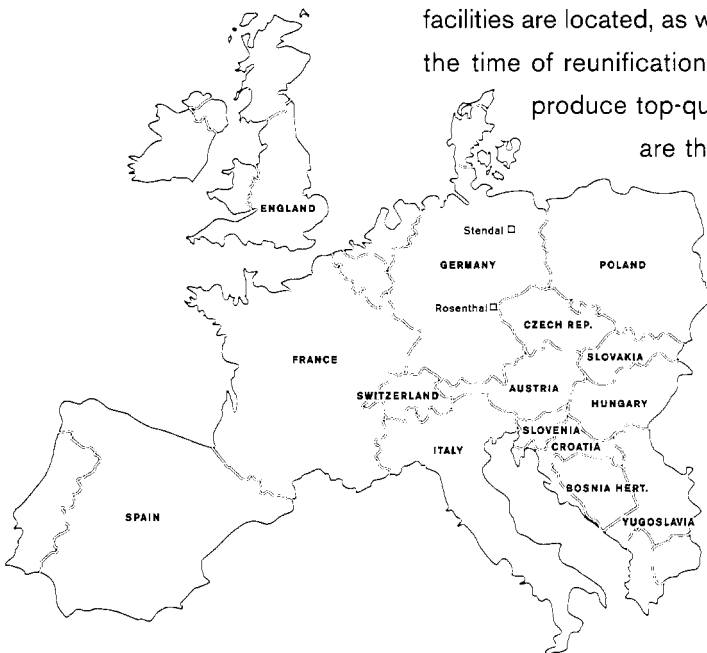 facilities are located, as w
the time of reunification
produce top-qu
are th
ENGLAND
Stendal
GERMANY
POLAND
Rosenthal
CZECH REP.
FRANCE
SLOVAKIA
SWITZERLAND
AUSTRIA
HUNGARY
SLOVENIA
CROATIA
ITALY
BOSNIA HERT.
SPAIN
YUGOSLAVIA